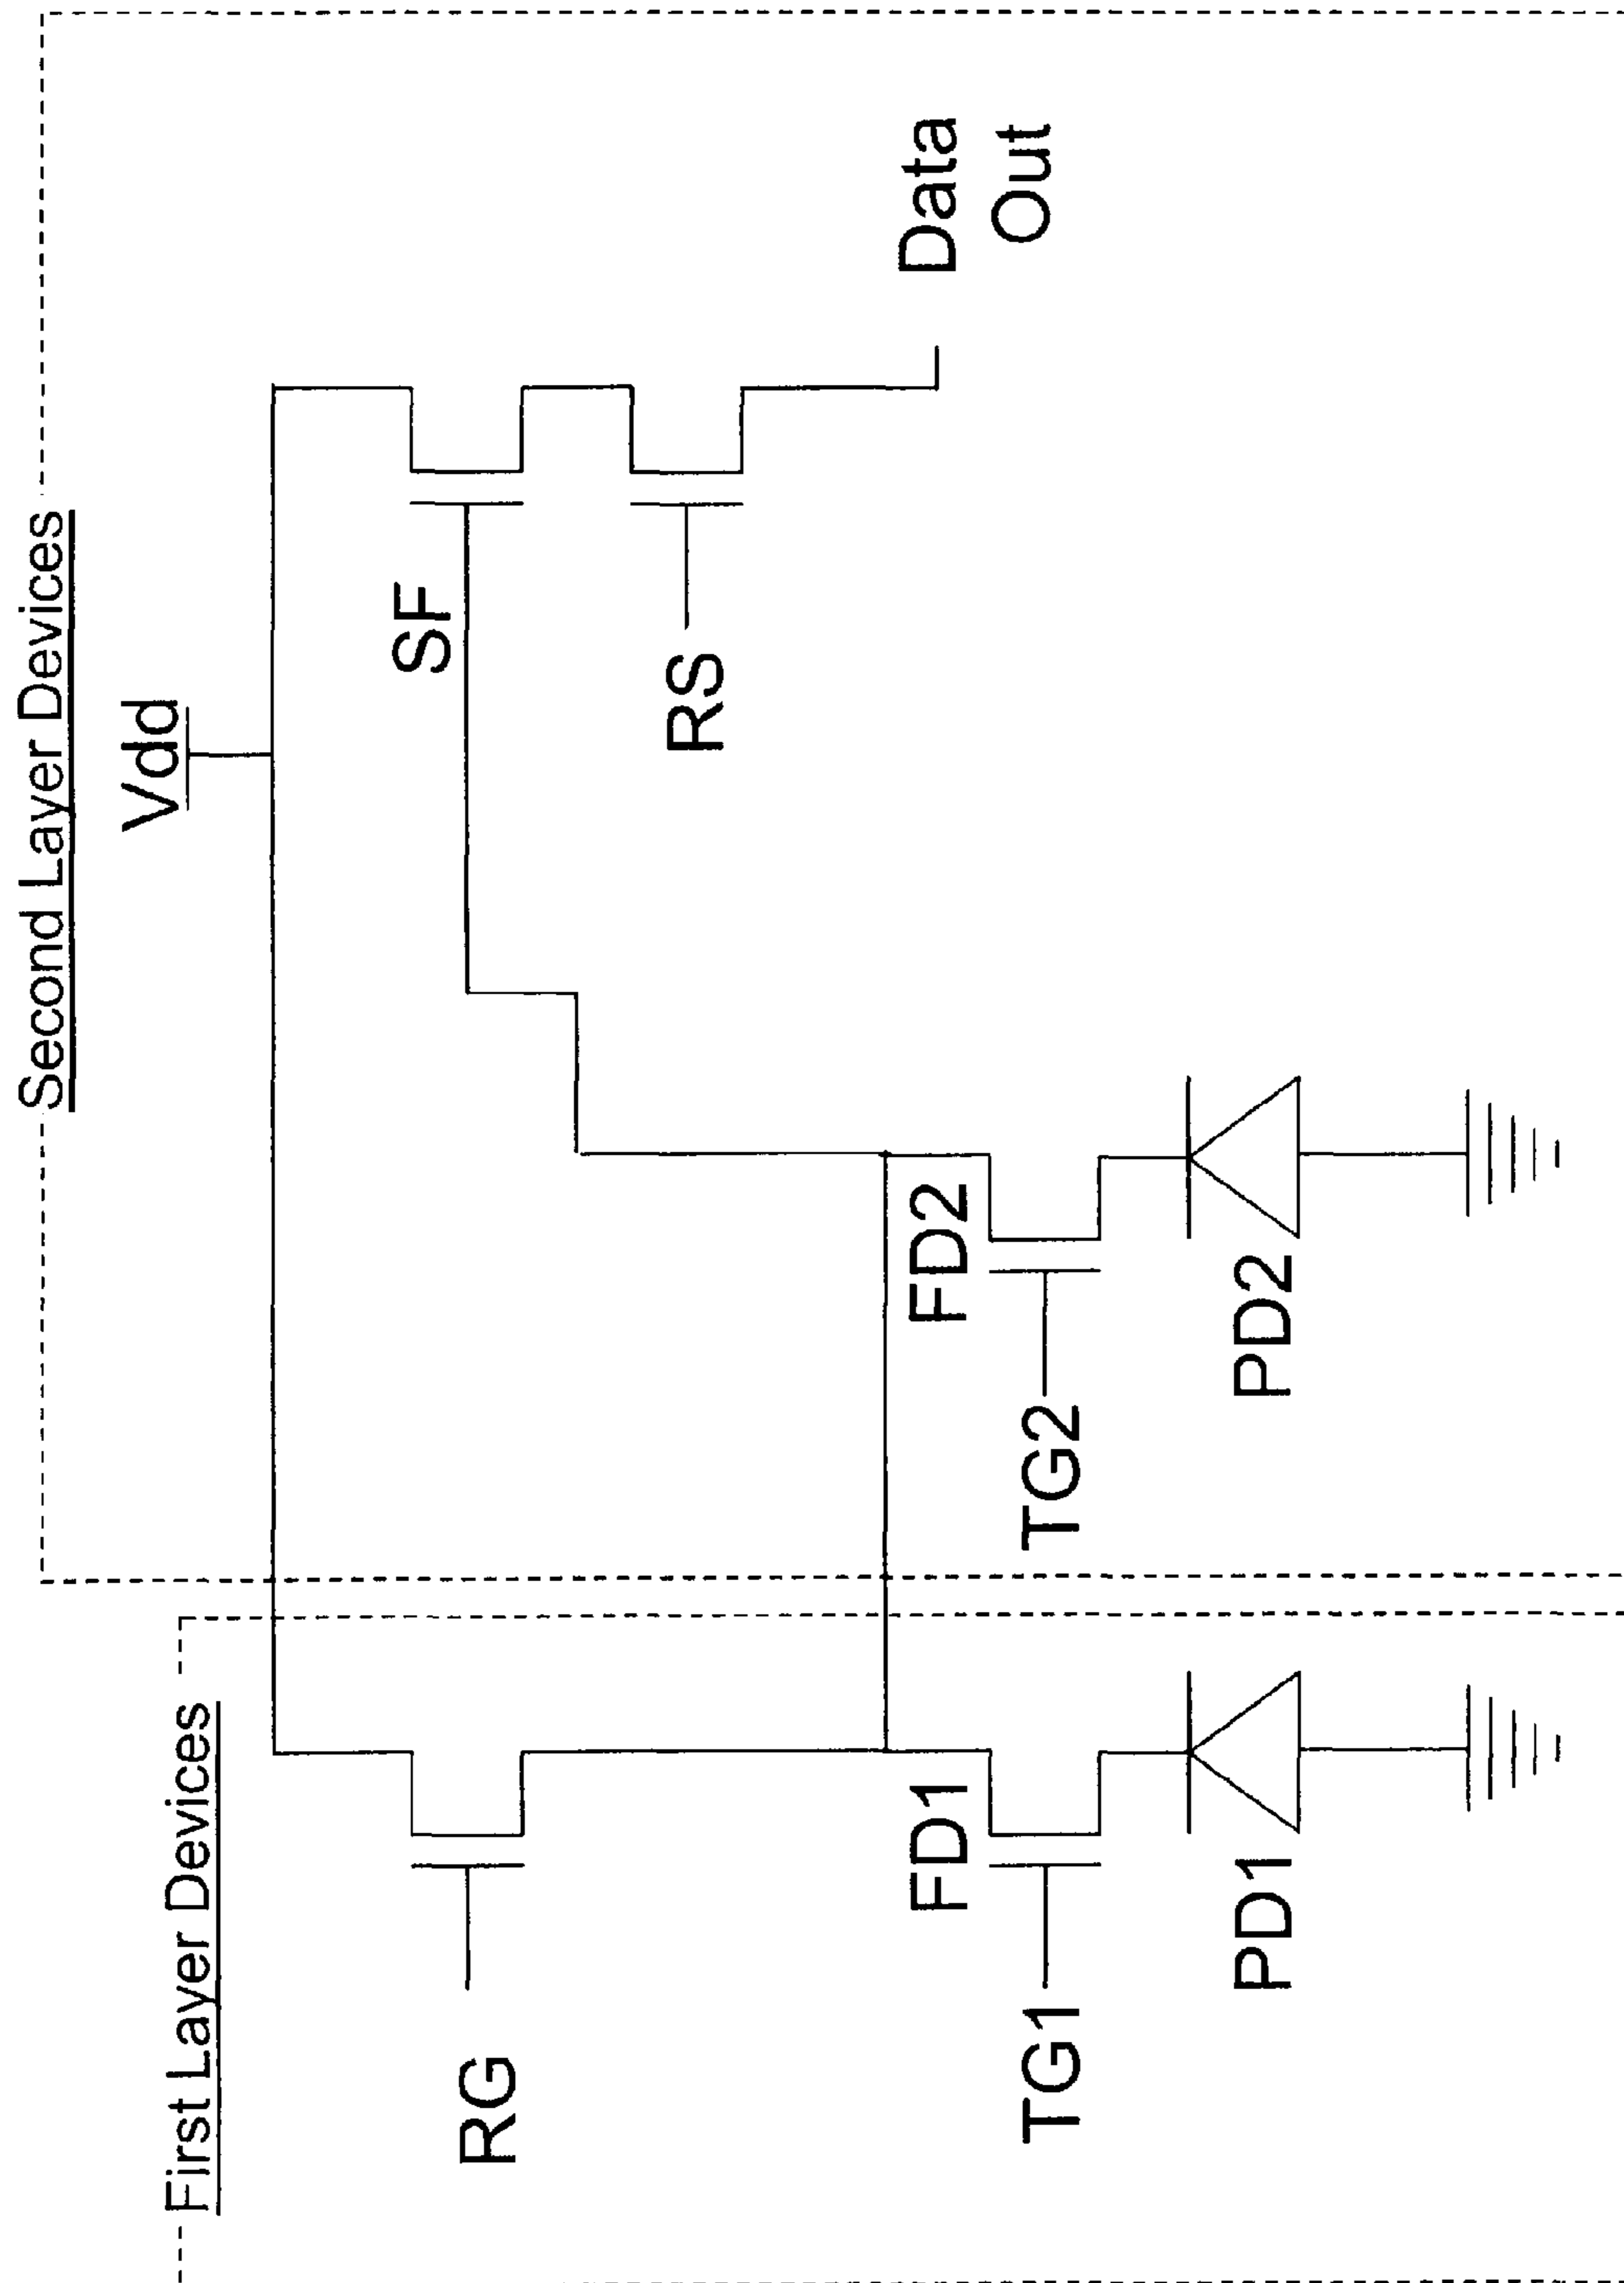 Second Layer Devices
Vdd
SF
RS
Data
Out
FD2
TG2
PD2
First Layer Devices
RG
FD1
TG1
PD1